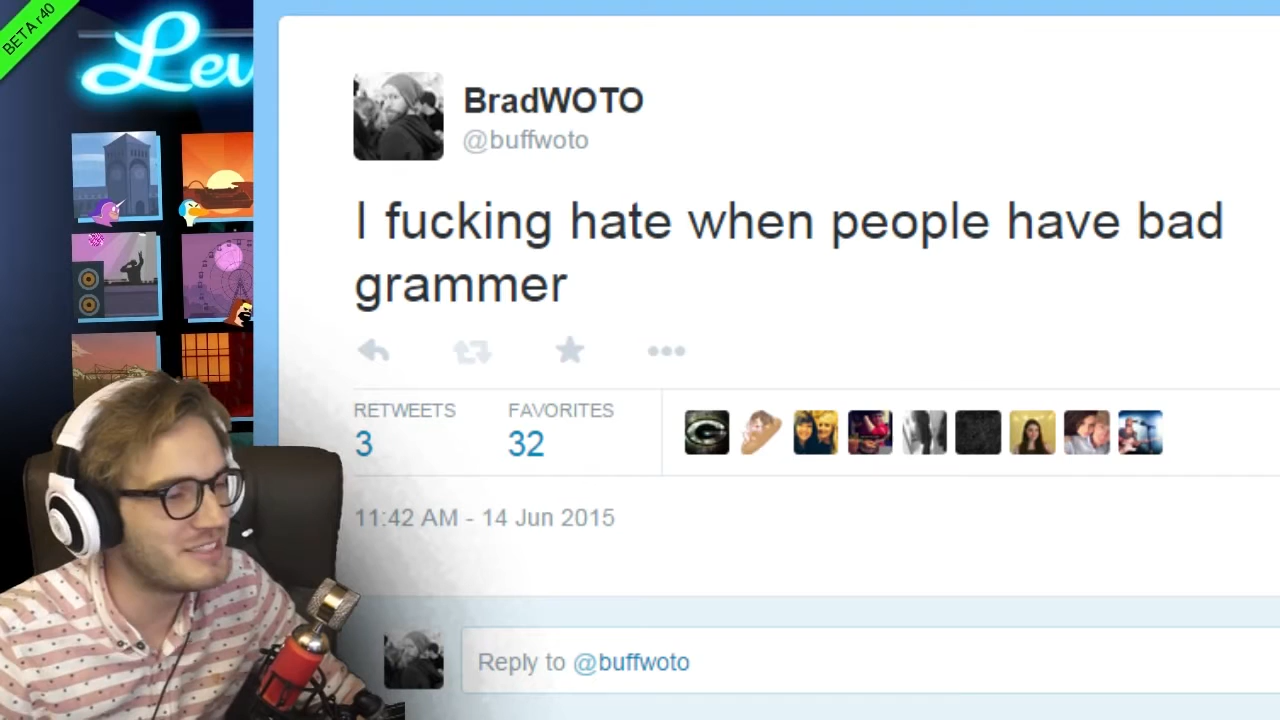 BETA r40
Lev
BradWOTO
@buffwoto
I fucking hate when people have bad
grammer
RETWEETS
3
FAVORITES
32
11:42 AM - 14 Jun 2015
Reply to @buffwoto